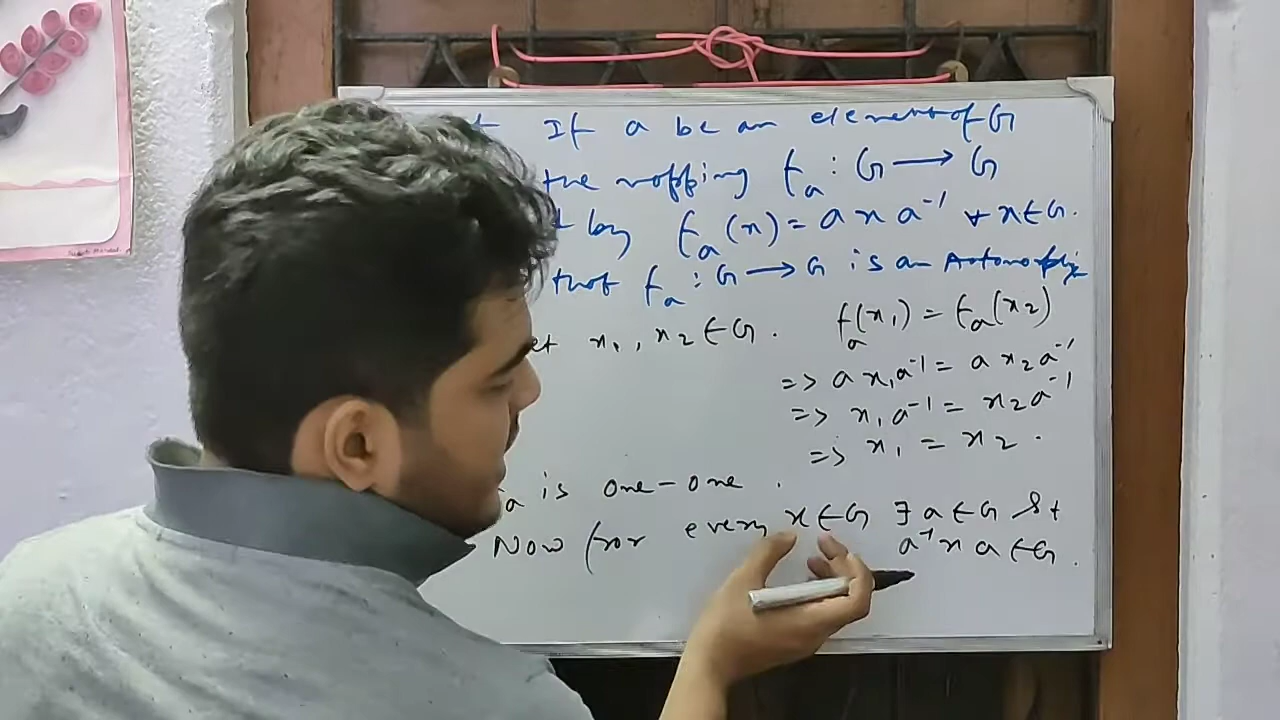 If a be an element of G
the mapping f_a : G → G
by f_a(x) = a x a⁻¹ ∀ x ∈ G.
that f_a : G → G is an Automorphi
x₁, x₂ ∈ G. f_a(x₁) = f_a(x₂)
=> a x₁ a⁻¹ = a x₂ a⁻¹
=> x₁ a⁻¹ = x₂ a⁻¹
=> x₁ = x₂.
a is one-one.
Now for every x ∈ G ∃ a ∈ G st
a⁻¹ x a ∈ G.